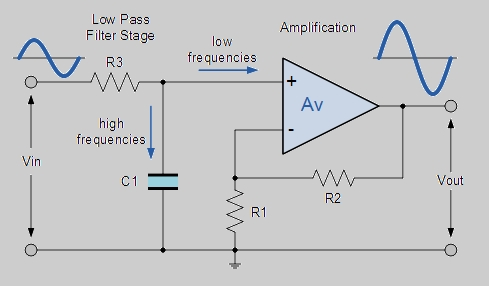 Low Pass
Filter Stage
Amplification
low
frequencies
R3
+
Av
high
frequencies
-
Vin
C1
R1
R2
Vout